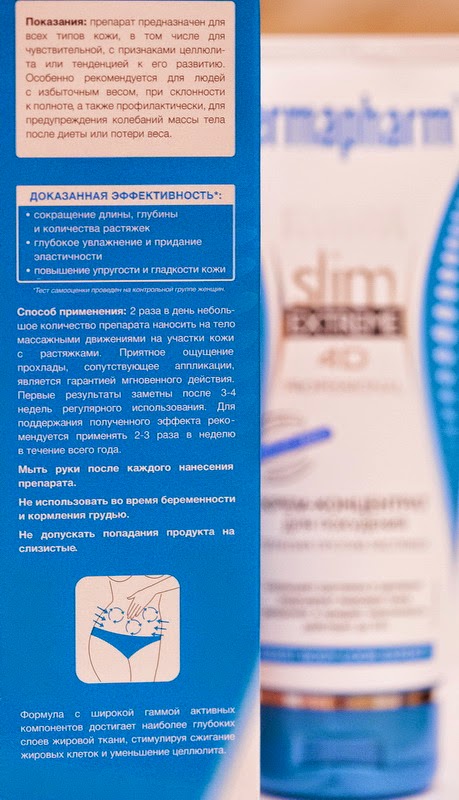 Показания: препарат предназначен для
всех типов кожи, в том числе для
чувствительной, с признаками целлюли-
та или тенденцией к его развитию.
Особенно рекомендуется для людей
с избыточным весом, при склонности
к полноте, а также профилактически, для
предупреждения колебаний массы тела
после диеты или потери веса.
ДОКАЗАННАЯ ЭФФЕКТИВНОСТЬ*:
• сокращение длины, глубины
и количества растяжек
• глубокое увлажнение и придание
эластичности
• повышение упругости и гладкости кожи
*Тест самооценки проведен на контрольной группе женщин.
Способ применения: 2 раза в день неболь-
шое количество препарата наносить на тело
массажными движениями на участки кожи
с растяжками. Приятное ощущение
прохлады, сопутствующее аппликации,
является гарантией мгновенного действия.
Первые результаты заметны после 3-4
недель регулярного использования. Для
поддержания полученного эффекта реко-
мендуется применять 2-3 раза в неделю
в течение всего года.
Мыть руки после каждого нанесения
препарата.
Не использовать во время беременности
и кормления грудью.
Не допускать попадания продукта на
слизистые.
Формула с широкой гаммой активных
компонентов достигает наиболее глубоких
слоев жировой ткани, стимулируя сжигание
жировых клеток и уменьшение целлюлита.
ermapharm
slim
EXTREME
4D
PROFESSIONAL
КРЕМ-КОНЦЕНТРАТ
ДЛЯ ПОХУДЕНИЯ